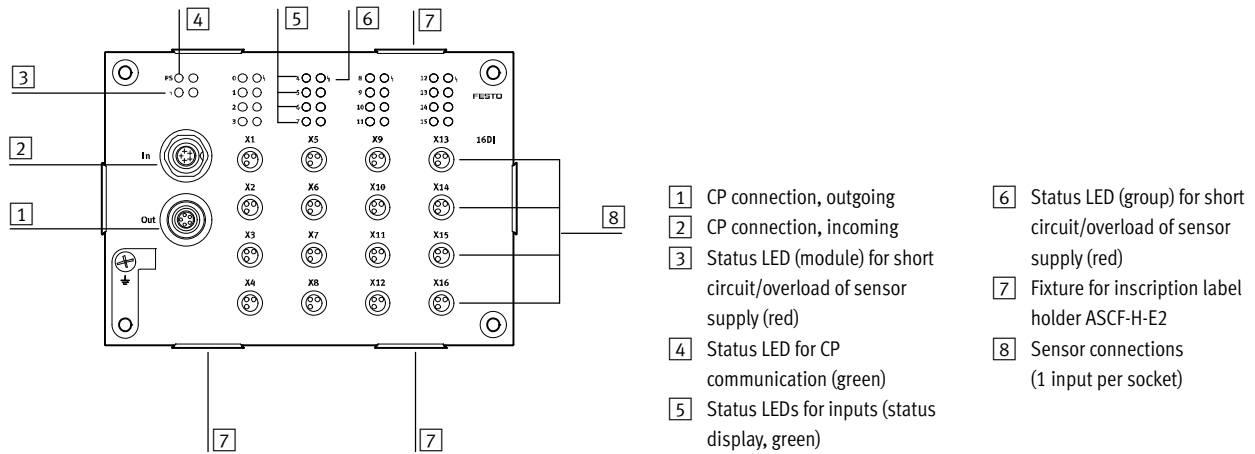 4 5 6 7
3
PS 0 4 8 12
1 5 9 13
FESTO
2 6 10 14
3 7 11 15
X1 X5 X9 X13 16DI
2 In
X2 X6 X10 X14
1 Out
8
X3 X7 X11 X15
X4 X8 X12 X16
7 7
1 CP connection, outgoing
2 CP connection, incoming
3 Status LED (module) for short
circuit/overload of sensor
supply (red)
4 Status LED for CP
communication (green)
5 Status LEDs for inputs (status
display, green)
6 Status LED (group) for short
circuit/overload of sensor
supply (red)
7 Fixture for inscription label
holder ASCF-H-E2
8 Sensor connections
(1 input per socket)